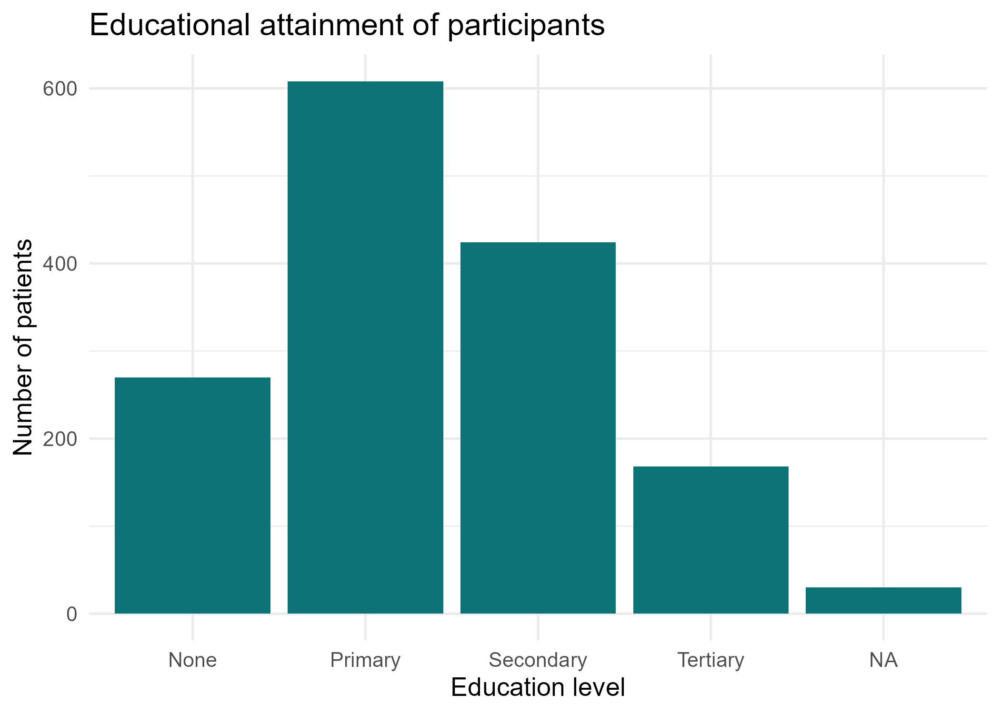 Educational attainment of participants
Number of patients
600
400
200
0
None
Primary
Secondary
Tertiary
NA
Education level